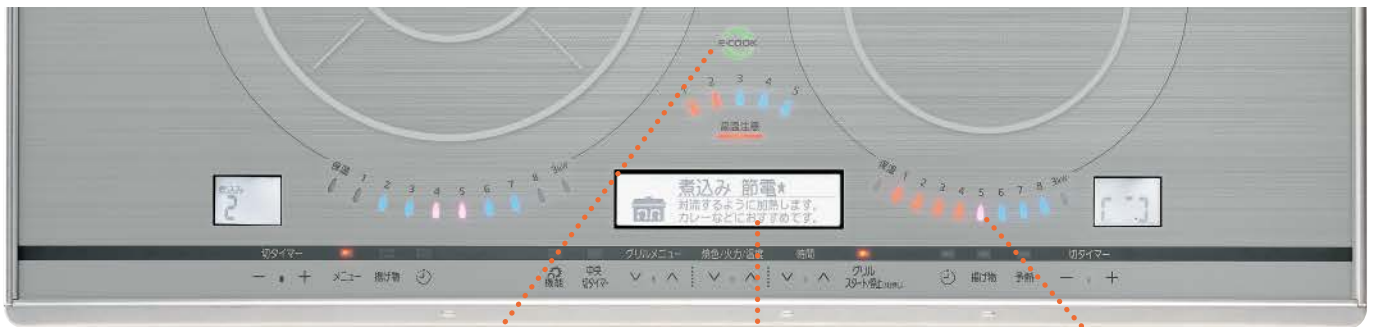 e-cook
1 2 3 4 5
高温注意
煮込み
2
保温 1 2 3 4 5 6 7 8 3kW
煮込み 節電★
対流するように加熱します。
カレーなどにおすすめです。
保温 1 2 3 4 5 6 7 8 3kW
切タイマー
グリルメニュー 焼色/火力/温度 時間
切タイマー
− +
メニュー 揚げ物
機能
中央
切タイマー
グリル
スタート/停止
揚げ物 予熱
− +